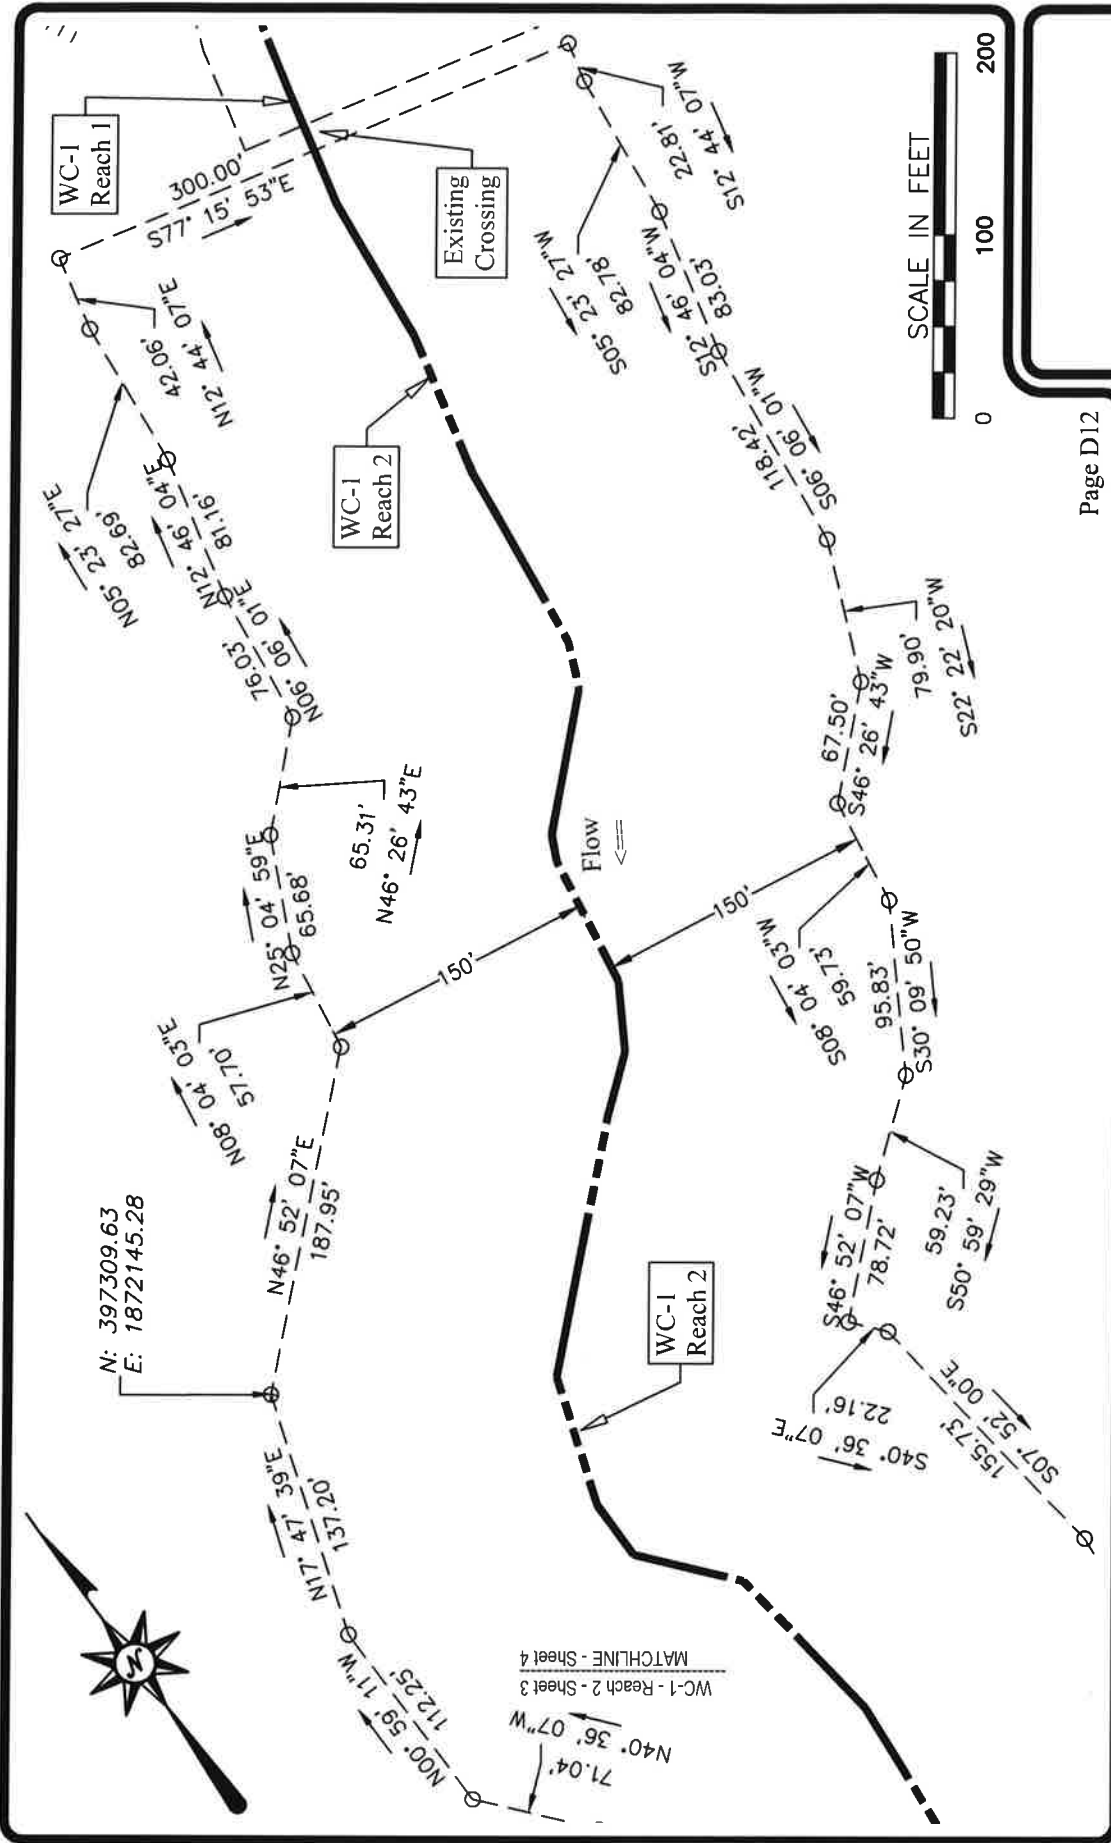 N: 397309.63
E: 1872145.28
N
N40° 36' 07"W
71.04'
N00° 59' 11"W
112.25'
N17° 47' 39"E
137.20'
N46° 52' 07"E
187.95'
N08° 04' 03"E
57.70'
N25° 04' 59"E
65.68'
65.31'
N46° 26' 43"E
76.03'
N06° 06' 01"E
N12° 46' 04"E
81.16'
N05° 23' 27"E
82.69'
42.06'
N12° 44' 07"E
300.00'
S77° 15' 53"E
WC-1
Reach 1
Existing
Crossing
WC-1
Reach 2
WC-1
Reach 2
Flow
<==
150'
150'
22.81'
S12° 44' 07"W
S05° 23' 27"W
82.78'
S12° 46' 04"W
83.03'
118.42'
S06° 06' 01"W
79.90'
S22° 22' 20"W
67.50'
S46° 26' 43"W
S08° 04' 03"W
59.73'
95.83'
S30° 09' 50"W
59.23'
S50° 59' 29"W
S46° 52' 07"W
78.72'
S40° 36' 07"E
22.16'
155.73'
S07° 52' 00"E
WC-1 - Reach 2 - Sheet 3
MATCHLINE - Sheet 4
SCALE IN FEET
0 100 200
Page D12